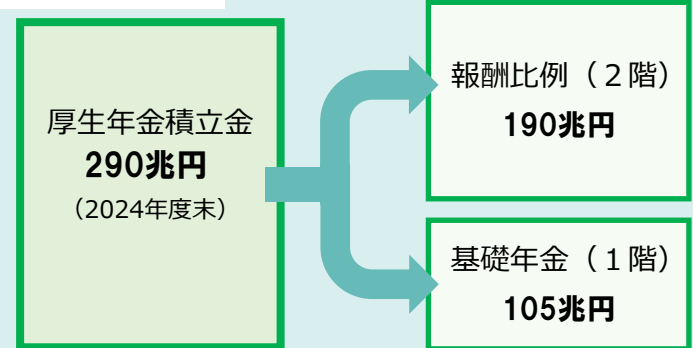 厚生年金積立金
290兆円
（2024年度末）
報酬比例（２階）
190兆円
基礎年金（１階）
105兆円